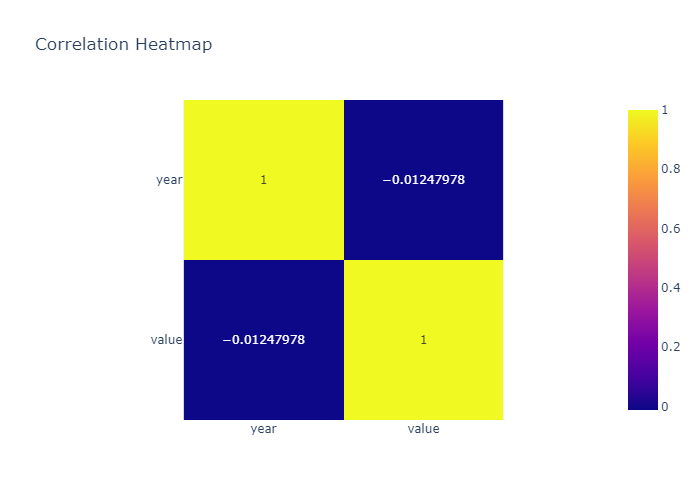 Correlation Heatmap
year
1
−0.01247978
value
−0.01247978
1
year
value
1
0.8
0.6
0.4
0.2
0